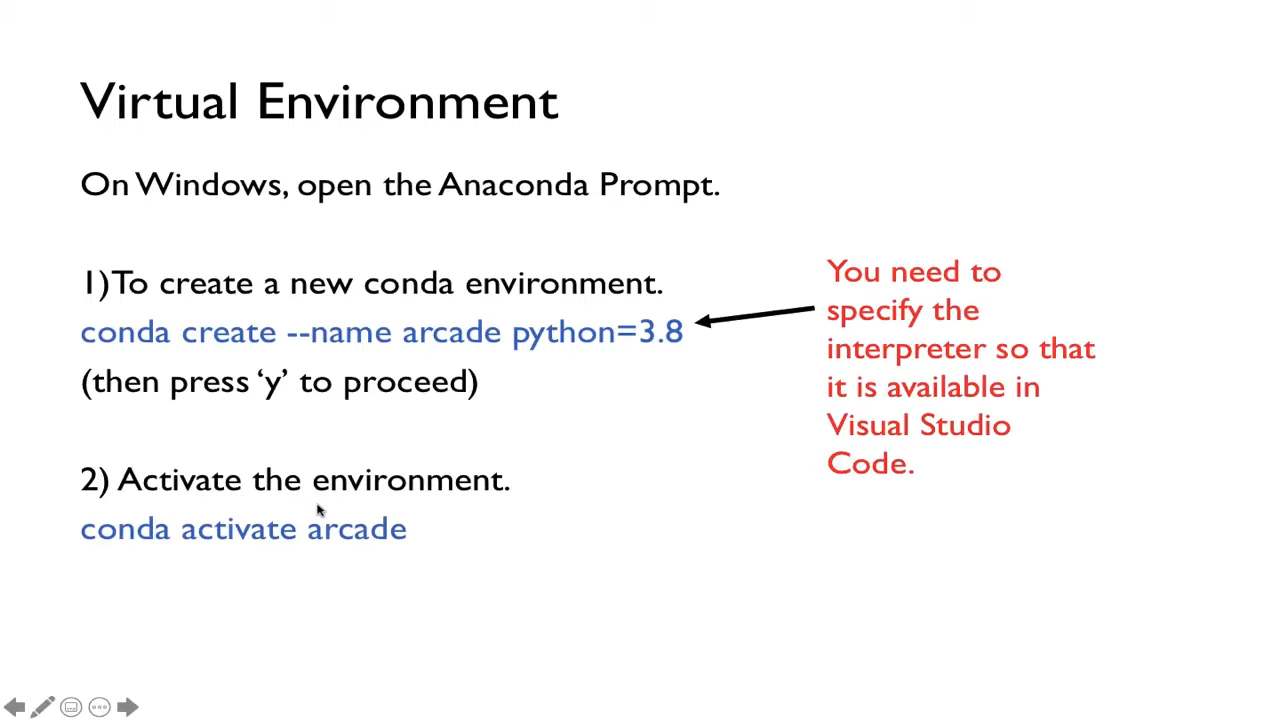 Virtual Environment
On Windows, open the Anaconda Prompt.
1)To create a new conda environment.
conda create --name arcade python=3.8
(then press ‘y’ to proceed)
2) Activate the environment.
conda activate arcade
You need to
specify the
interpreter so that
it is available in
Visual Studio
Code.